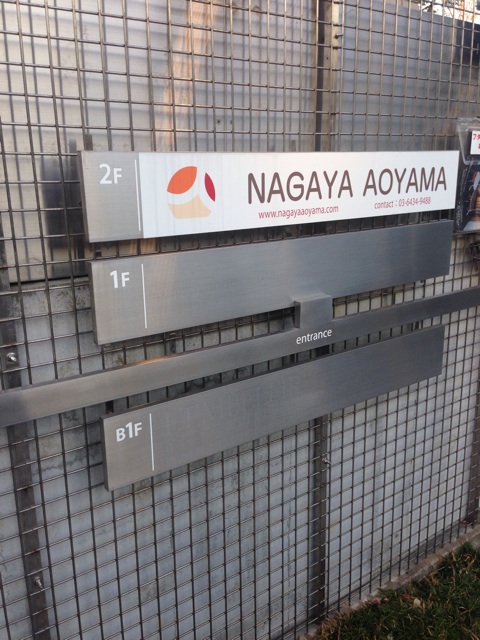 2F
NAGAYA AOYAMA
www.nagayaaoyama.com
contact : 03-6434-9488
1F
entrance
B1F